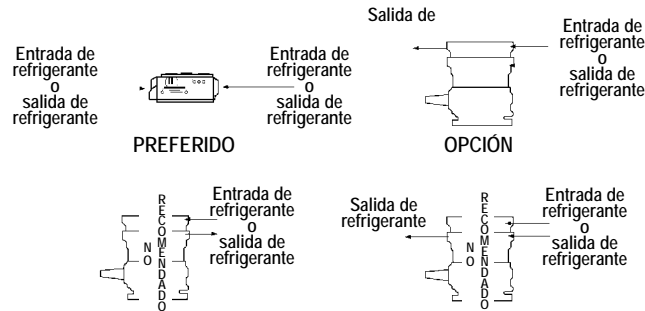 Salida de
Entrada de
refrigerante
o
salida de
refrigerante
Entrada de
refrigerante
o
salida de
refrigerante
Entrada de
refrigerante
o
salida de
refrigerante
PREFERIDO
OPCIÓN
NO RECOMENDADO
Entrada de
refrigerante
o
salida de
refrigerante
Salida de
refrigerante
NO RECOMENDADO
Entrada de
refrigerante
o
salida de
refrigerante